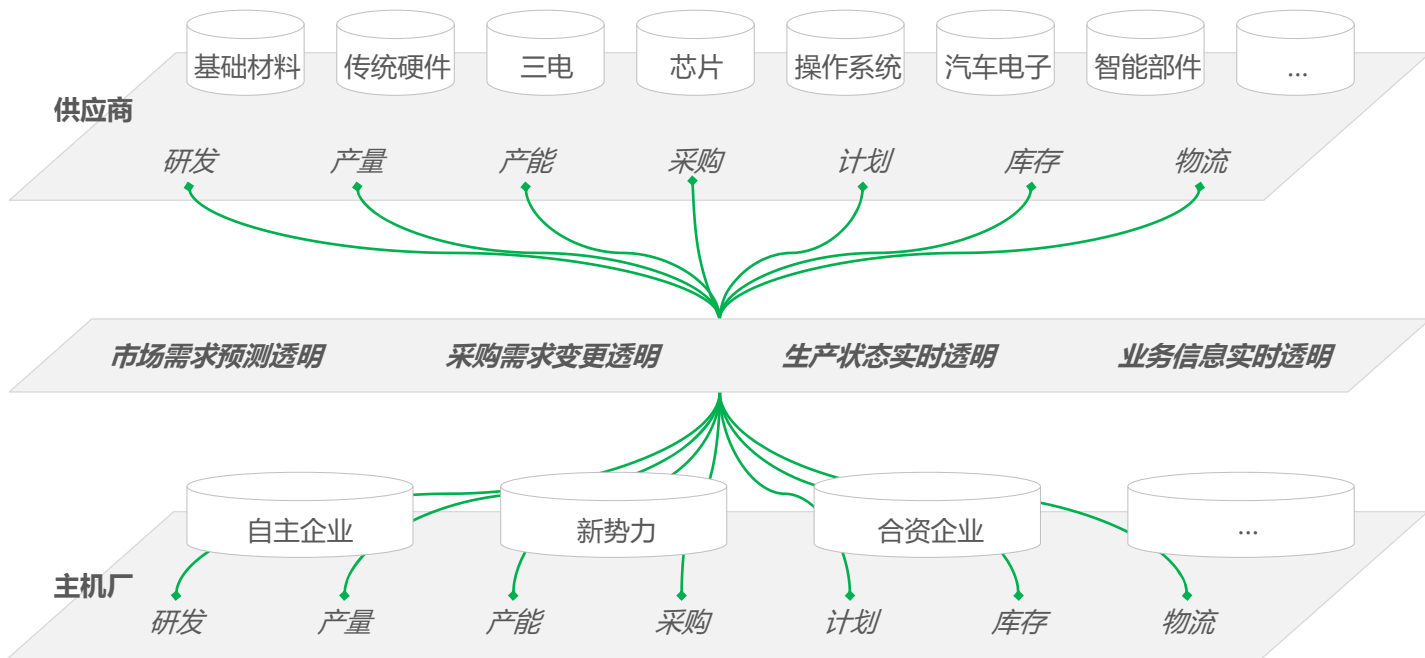 基础材料 传统硬件 三电 芯片 操作系统 汽车电子 智能部件 ...
供应商
研发 产量 产能 采购 计划 库存 物流
市场需求预测透明 采购需求变更透明 生产状态实时透明 业务信息实时透明
自主企业 新势力 合资企业 ...
主机厂
研发 产量 产能 采购 计划 库存 物流